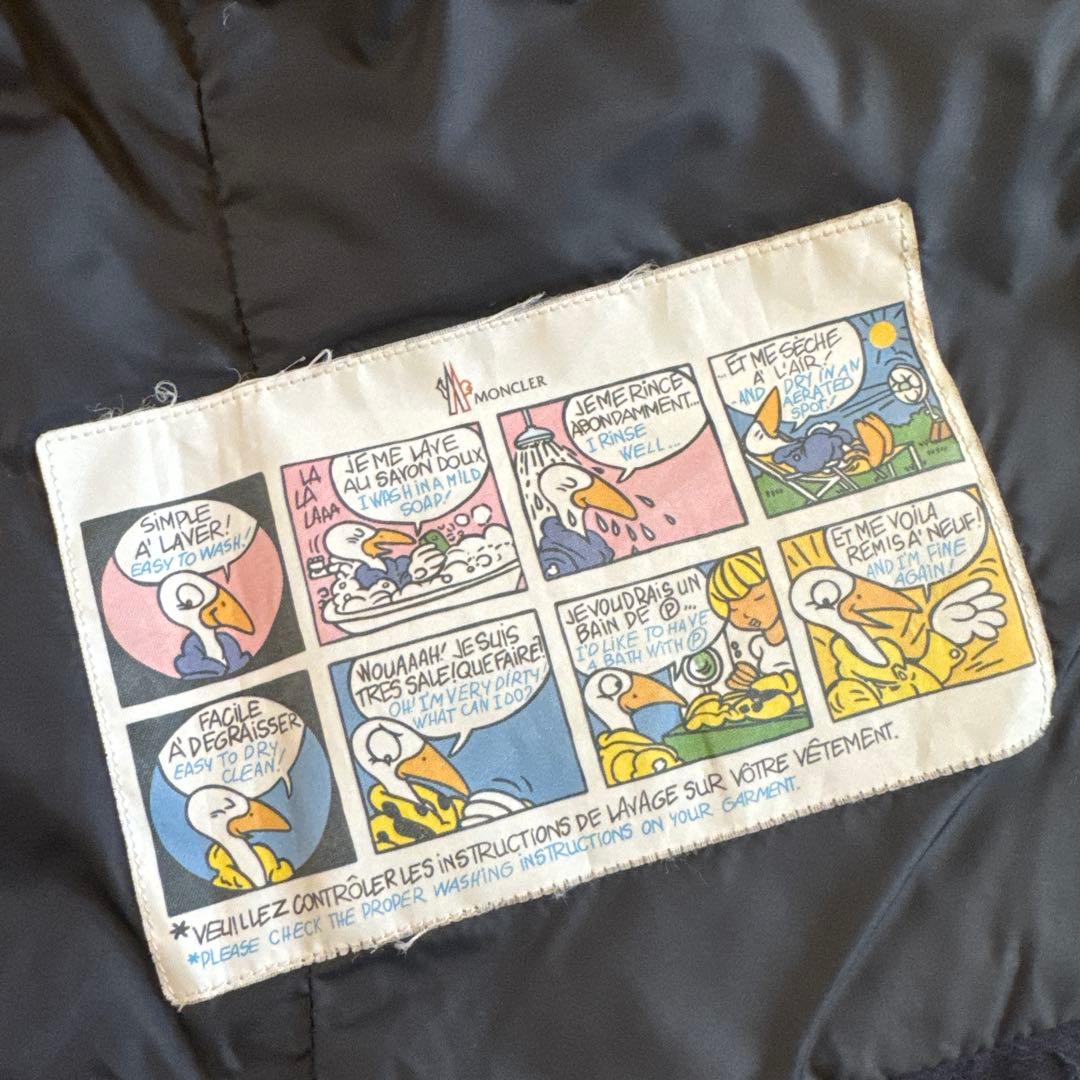 MONCLER
SIMPLE
A' LAVER!
EASY TO WASH!
LA
LA
LAAA
JE ME LAVE
AU SAVON DOUX
I WASH IN A MILD
SOAP!
JE ME RINCE
ABONDAMMENT...
I RINSE
WELL...
...ET ME SÈCHE
A' L'AIR!
...AND DRY IN AN
AERATED
SPOT!
FACILE
A' DEGRAISSER
EASY TO DRY
CLEAN!
WOUAAAH! JE SUIS
TRES SALE! QUE FAIRE?
OH! I'M VERY DIRTY
WHAT CAN I DO?
JE VOUDRAIS UN
BAIN DE Ⓟ...
I'D LIKE TO HAVE
A BATH WITH Ⓟ
ET ME VOILA
REMIS A' NEUF!
AND I'M FINE
AGAIN!
*VEUILLEZ CONTRÔLER LES INSTRUCTIONS DE LAVAGE SUR VÔTRE VÊTEMENT.
*PLEASE CHECK THE PROPER WASHING INSTRUCTIONS ON YOUR GARMENT.